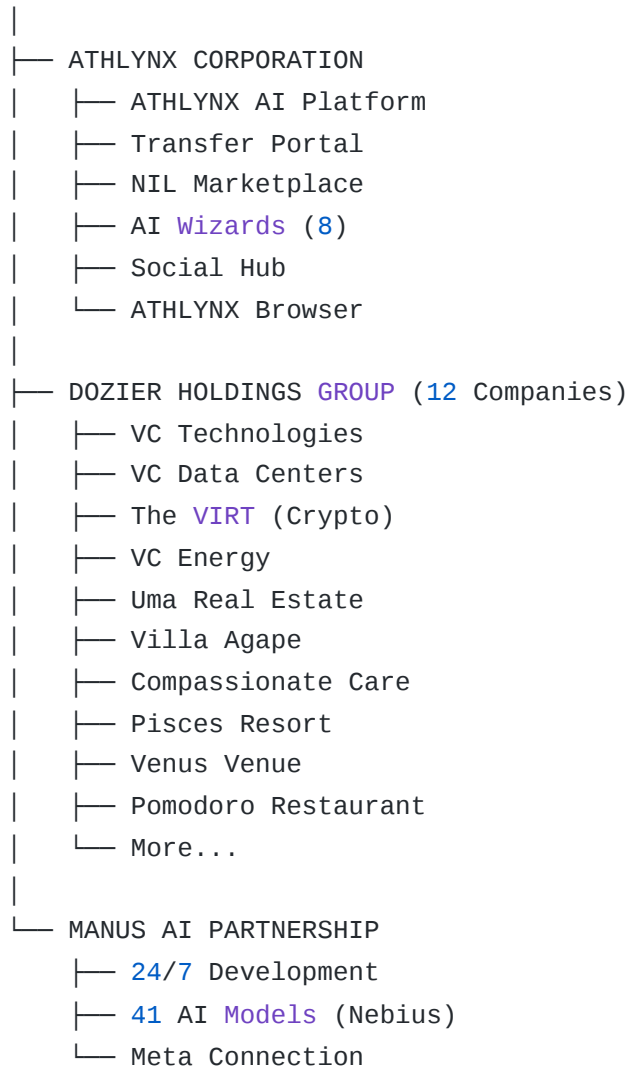 │
├── ATHLYNX CORPORATION
│   ├── ATHLYNX AI Platform
│   ├── Transfer Portal
│   ├── NIL Marketplace
│   ├── AI Wizards (8)
│   ├── Social Hub
│   └── ATHLYNX Browser
│
├── DOZIER HOLDINGS GROUP (12 Companies)
│   ├── VC Technologies
│   ├── VC Data Centers
│   ├── The VIRT (Crypto)
│   ├── VC Energy
│   ├── Uma Real Estate
│   ├── Villa Agape
│   ├── Compassionate Care
│   ├── Pisces Resort
│   ├── Venus Venue
│   ├── Pomodoro Restaurant
│   └── More...
│
└── MANUS AI PARTNERSHIP
    ├── 24/7 Development
    ├── 41 AI Models (Nebius)
    └── Meta Connection